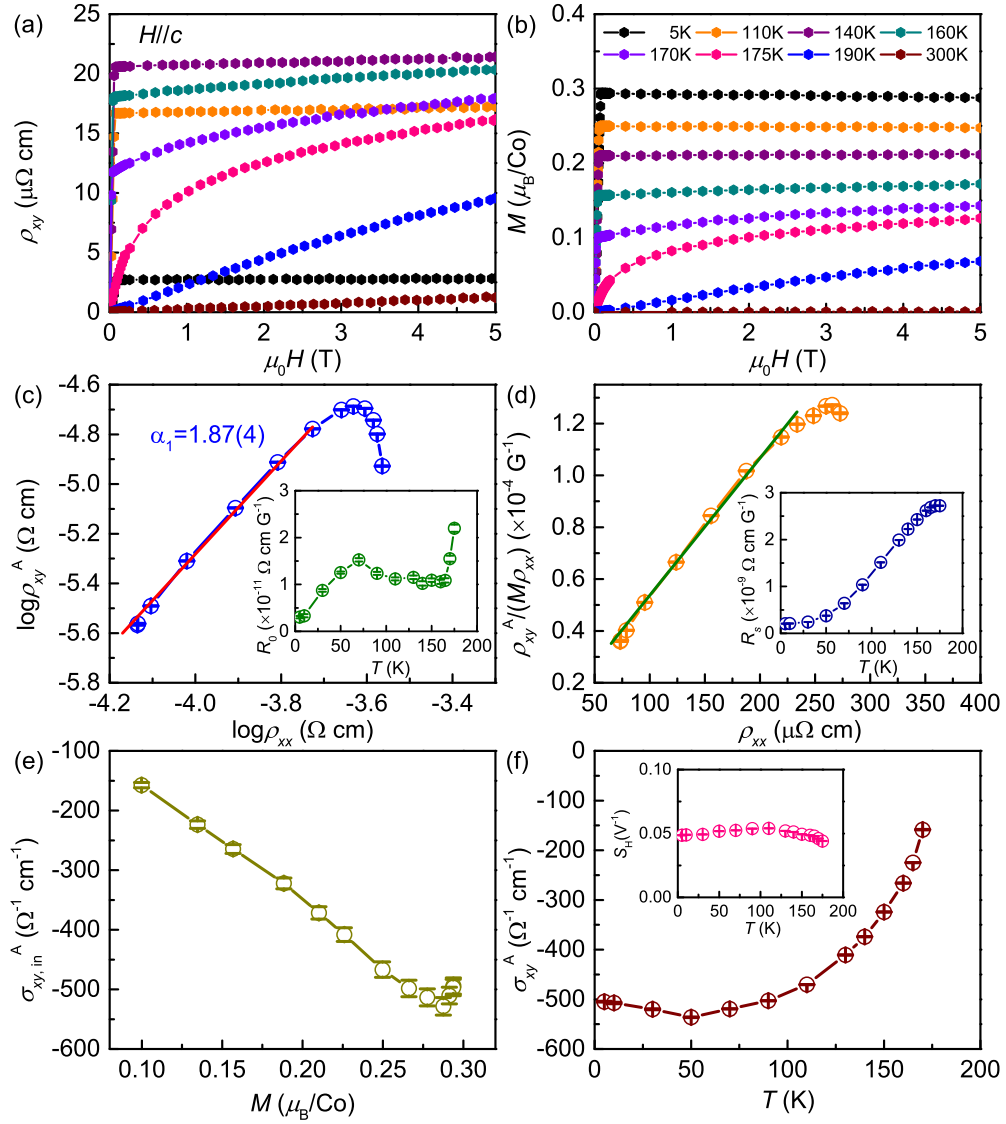 (a)
H//c
25
20
15
10
5
0
ρxy (μΩ cm)
0 1 2 3 4 5
μ0H (T)
(b)
5K 110K 140K 160K
170K 175K 190K 300K
0.4
0.3
0.2
0.1
0.0
M (μB/Co)
0 1 2 3 4 5
μ0H (T)
(c)
α1=1.87(4)
-4.6
-4.8
-5.0
-5.2
-5.4
-5.6
-5.8
logρxyA (Ω cm)
-4.2 -4.0 -3.8 -3.6 -3.4 -3.2
logρxx (Ω cm)
3
2
1
0
R0 (×10-11 Ω cm G-1)
0 50 100 150 200
T (K)
(d)
1.2
1.0
0.8
0.6
0.4
0.2
ρxyA/(Mρxx) (×10-4 G-1)
50 100 150 200 250 300 350 400
ρxx (μΩ cm)
3
2
1
0
Rs (×10-9 Ω cm G-1)
0 50 100 150 200
T (K)
(e)
-100
-200
-300
-400
-500
-600
σxy, inA (Ω-1 cm-1)
0.10 0.15 0.20 0.25 0.30
M (μB/Co)
(f)
0
-100
-200
-300
-400
-500
-600
σxyA (Ω-1 cm-1)
0 50 100 150 200
T (K)
0.10
0.05
0.00
SH(V-1)
0 50 100 150 200
T (K)